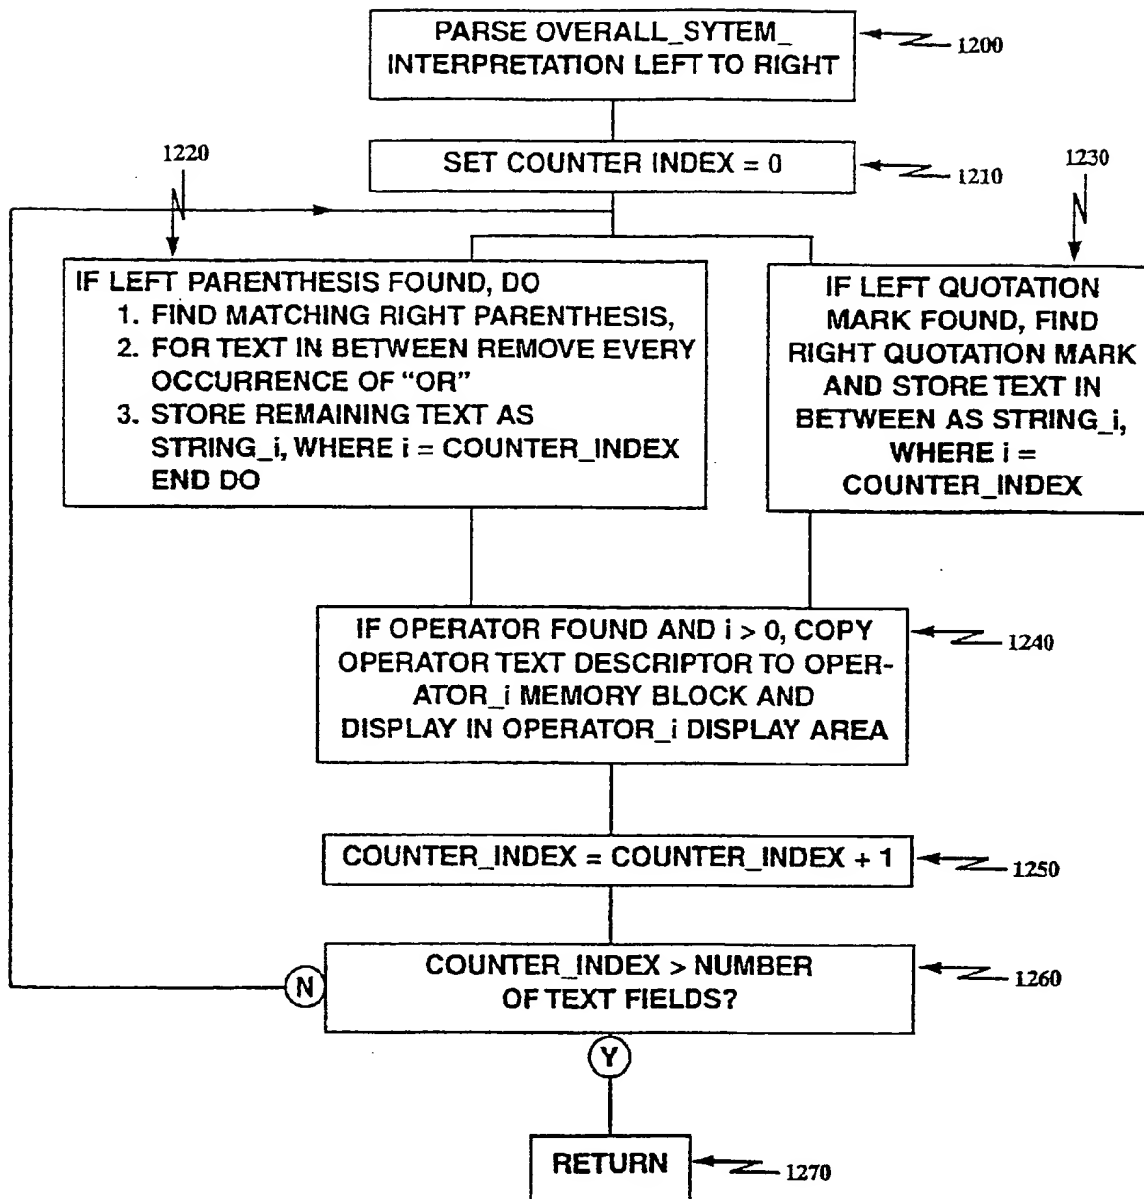 PARSE OVERALL_SYTEM_
INTERPRETATION LEFT TO RIGHT
1200
SET COUNTER INDEX = 0
1210
1220
1230
IF LEFT PARENTHESIS FOUND, DO
1. FIND MATCHING RIGHT PARENTHESIS,
2. FOR TEXT IN BETWEEN REMOVE EVERY
OCCURRENCE OF "OR"
3. STORE REMAINING TEXT AS
STRING_i, WHERE i = COUNTER_INDEX
END DO
IF LEFT QUOTATION
MARK FOUND, FIND
RIGHT QUOTATION MARK
AND STORE TEXT IN
BETWEEN AS STRING_i,
WHERE i =
COUNTER_INDEX
IF OPERATOR FOUND AND i > 0, COPY
OPERATOR TEXT DESCRIPTOR TO OPER-
ATOR_i MEMORY BLOCK AND
DISPLAY IN OPERATOR_i DISPLAY AREA
1240
COUNTER_INDEX = COUNTER_INDEX + 1
1250
COUNTER_INDEX > NUMBER
OF TEXT FIELDS?
1260
N
Y
RETURN
1270